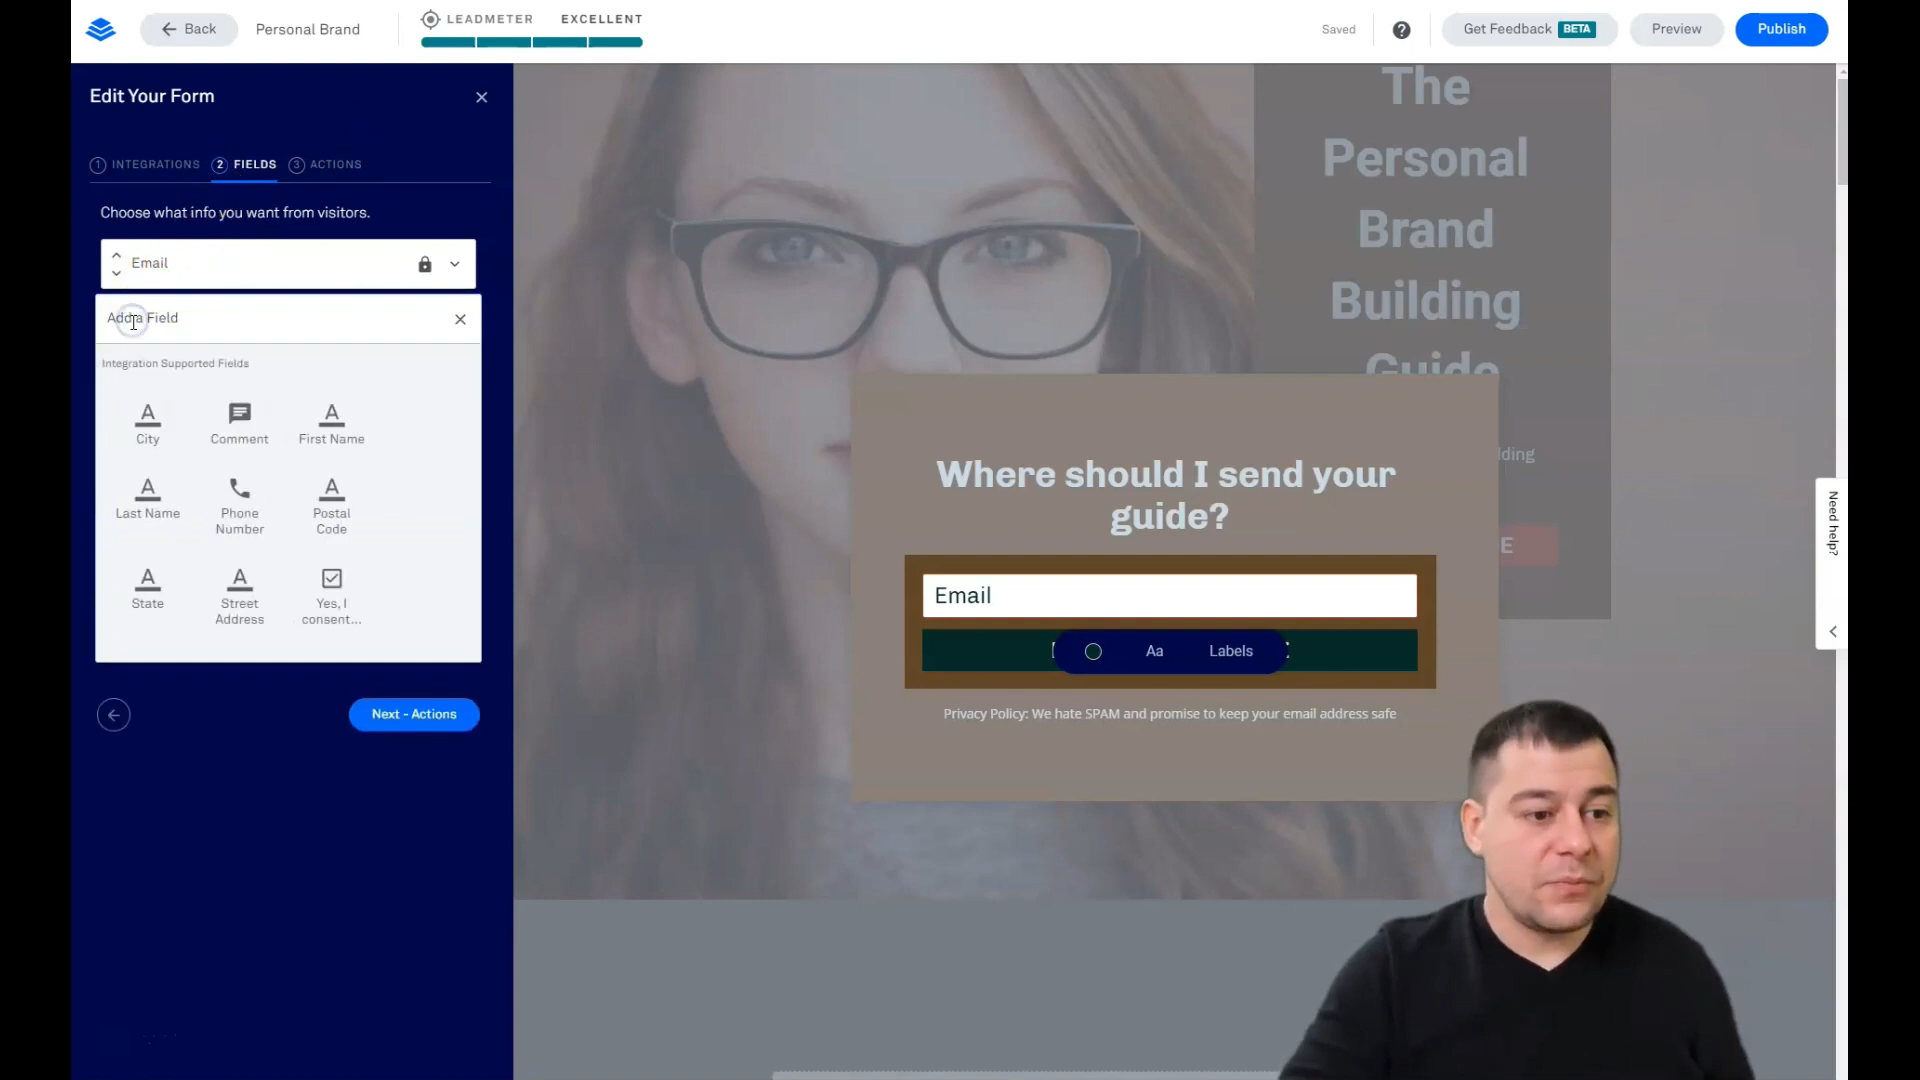 Back
Personal Brand
LEADMETER EXCELLENT
Saved
?
Get Feedback BETA
Preview
Publish
Edit Your Form
1 INTEGRATIONS 2 FIELDS 3 ACTIONS
Choose what info you want from visitors.
Email
Add a Field
Integration Supported Fields
City
Comment
First Name
Last Name
Phone
Number
Postal
Code
State
Street
Address
Yes, I
consent...
Next - Actions
The
Personal
Brand
Building
Guide
lding
E
Where should I send your
guide?
Email
Aa Labels
Privacy Policy: We hate SPAM and promise to keep your email address safe
Need help?